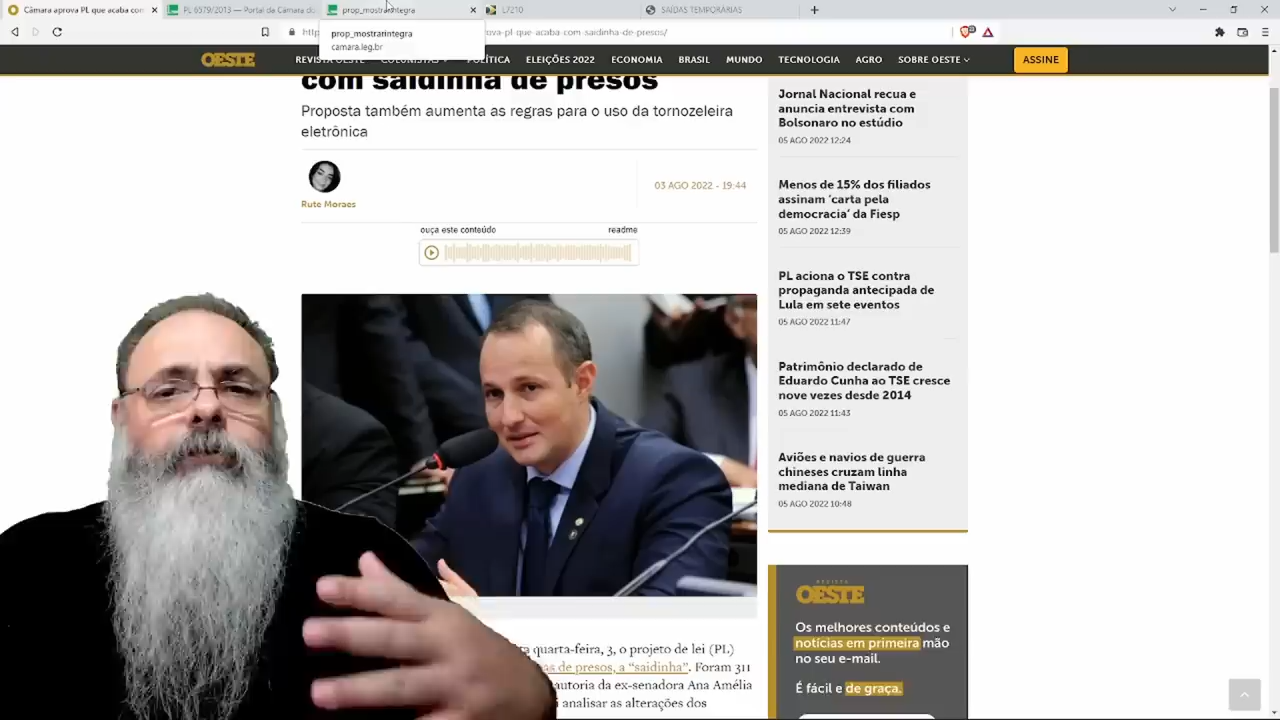 Câmara aprova PL que acaba com
PL 6579/2013 — Portal da Câmara do
prop_mostrarintegra
L7210
SAÍDAS TEMPORÁRIAS
prop_mostrarintegra
camara.leg.br
rova-pl-que-acaba-com-saidinha-de-presos/
OESTE
REVISTA OESTE
COLUNISTAS
POLÍTICA
ELEIÇÕES 2022
ECONOMIA
BRASIL
MUNDO
TECNOLOGIA
AGRO
SOBRE OESTE
ASSINE
com saidinha de presos
Proposta também aumenta as regras para o uso da tornozeleira
eletrônica
Rute Moraes
03 AGO 2022 - 19:44
ouça este conteúdo
readme
ta quarta-feira, 3, o projeto de lei (PL)
as de presos, a “saidinha”. Foram 311
autoria da ex-senadora Ana Amélia
analisar as alterações dos
Jornal Nacional recua e
anuncia entrevista com
Bolsonaro no estúdio
05 AGO 2022 12:24
Menos de 15% dos filiados
assinam ‘carta pela
democracia’ da Fiesp
05 AGO 2022 12:39
PL aciona o TSE contra
propaganda antecipada de
Lula em sete eventos
05 AGO 2022 11:47
Patrimônio declarado de
Eduardo Cunha ao TSE cresce
nove vezes desde 2014
05 AGO 2022 11:43
Aviões e navios de guerra
chineses cruzam linha
mediana de Taiwan
05 AGO 2022 10:48
REVISTA
OESTE
Os melhores conteúdos e
notícias em primeira mão
no seu e-mail.
É fácil e de graça.